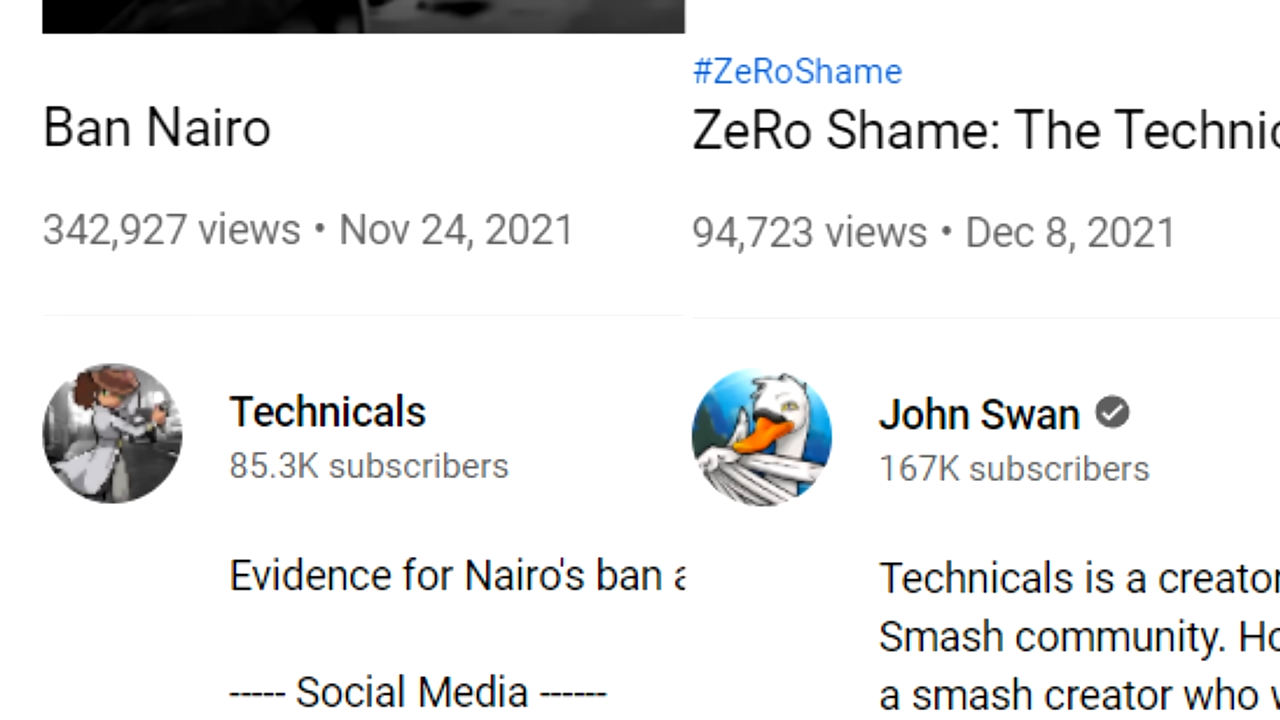 Ban Nairo
342,927 views • Nov 24, 2021
Technicals
85.3K subscribers
Evidence for Nairo's ban
----- Social Media ------
#ZeRoShame
ZeRo Shame: The
94,723 views • Dec 8, 2021
John Swan
167K subscribers
Technicals is a creator
Smash community.
a smash creator who